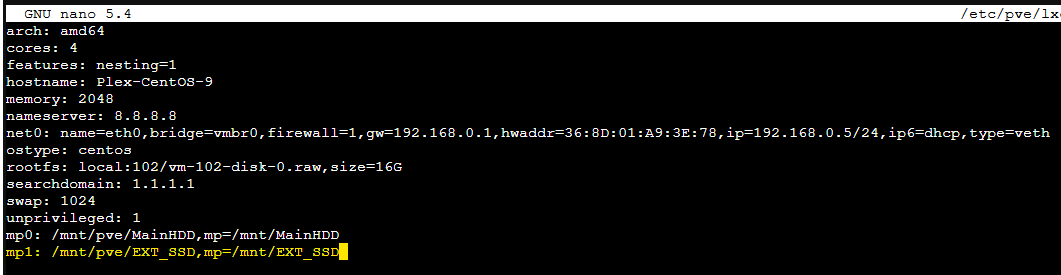 GNU nano 5.4 /etc/pve/lx
arch: amd64
cores: 4
features: nesting=1
hostname: Plex-CentOS-9
memory: 2048
nameserver: 8.8.8.8
net0: name=eth0,bridge=vmbr0,firewall=1,gw=192.168.0.1,hwaddr=36:8D:01:A9:3E:78,ip=192.168.0.5/24,ip6=dhcp,type=veth
ostype: centos
rootfs: local:102/vm-102-disk-0.raw,size=16G
searchdomain: 1.1.1.1
swap: 1024
unprivileged: 1
mp0: /mnt/pve/MainHDD,mp=/mnt/MainHDD
mp1: /mnt/pve/EXT_SSD,mp=/mnt/EXT_SSD